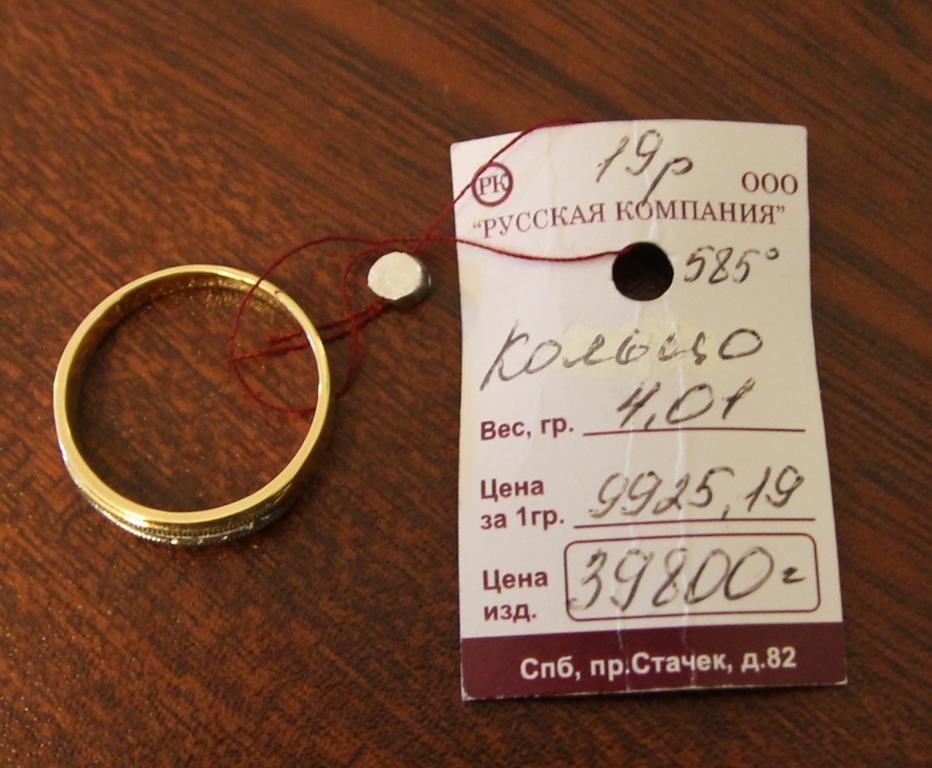 19р
РК ООО
"РУССКАЯ КОМПАНИЯ"
585°
Кольцо
Вес, гр. 4,01
Цена
за 1гр. 9925,19
Цена
изд. 39800=
Спб, пр.Стачек, д.82